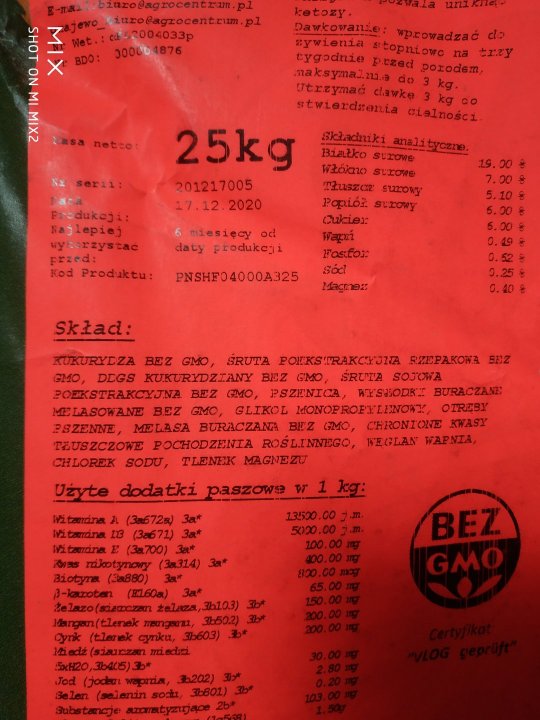 E-mail:biuro@agrocentrum.pl
biuro@agrocentrum.pl
Nr Wet.: 2004033p
Nr BDO: 300004876
pozwala unikną
ketozy.
Dawkowanie: wprowadzać do
żywienia stopniowo na trzy
tygodnie przed porodem,
maksymalnie do 3 kg.
Utrzymać dawkę 3 kg do
stwierdzenia cielności.
Masa netto: 25kg
Nr serii: 201217005
Data
Produkcji: 17.12.2020
Najlepiej
wykorzystać
przed:
6 miesięcy od
daty produkcji
Kod Produktu: PNSHF04000A325
Składniki analityczne:
Białko surowe 19.00 %
Włókno surowe 7.00 %
Tłuszcz surowy 5.10 %
Popiół surowy 6.00 %
Cukier 6.00 %
Wapń 0.49 %
Fosfor 0.62 %
Sód 0.25 %
Magnez 0.40 %
Skład:
KUKURYDZA BEZ GMO, ŚRUTA POEKSTRAKCYJNA RZEPAKOWA BEZ
GMO, DDGS KUKURYDZIANY BEZ GMO, ŚRUTA SOJOWA
POEKSTRAKCYJNA BEZ GMO, PSZENICA, WYSŁODKI BURACZANE
MELASOWANE BEZ GMO, GLIKOL MONOPROPYLENOWY, OTRĘBY
PSZENNE, MELASA BURACZANA BEZ GMO, CHRONIONE KWASY
TŁUSZCZOWE POCHODZENIA ROŚLINNEGO, WĘGLAN WAPNIA,
CHLOREK SODU, TLENEK MAGNEZU
Użyte dodatki paszowe w 1 kg:
Witamina A (3a672a) 3a* 13500.00 j.m.
Witamina D3 (3a671) 3a* 5000.00 j.m.
Witamina E (3a700) 3a* 100.00 mg
Kwas nikotynowy (3a314) 3a* 400.00 mg
Biotyna (3a880) 3a* 800.00 mcg
β-karoten (E160a) 3a* 65.00 mg
Żelazo(siarczan żelaza,3b103) 3b* 150.00 mg
Mangan(tlenek manganu, 3b502) 3b* 200.00 mg
Cynk (tlenek cynku, 3b603) 3b* 200.00 mg
Miedź(siarczan miedzi
5xH2O,3b405)3b* 30.00 mg
Jod (jodan wapnia, 3b202) 3b* 2.80 mg
Selen (selenin sodu, 3b801) 3b* 0.20 mg
Substancje aromatyzujące 2b* 103.00 mg
1.50g
BEZ
GMO
Certyfikat
"VLOG geprüft"
MIX
SHOT ON MI MIX2